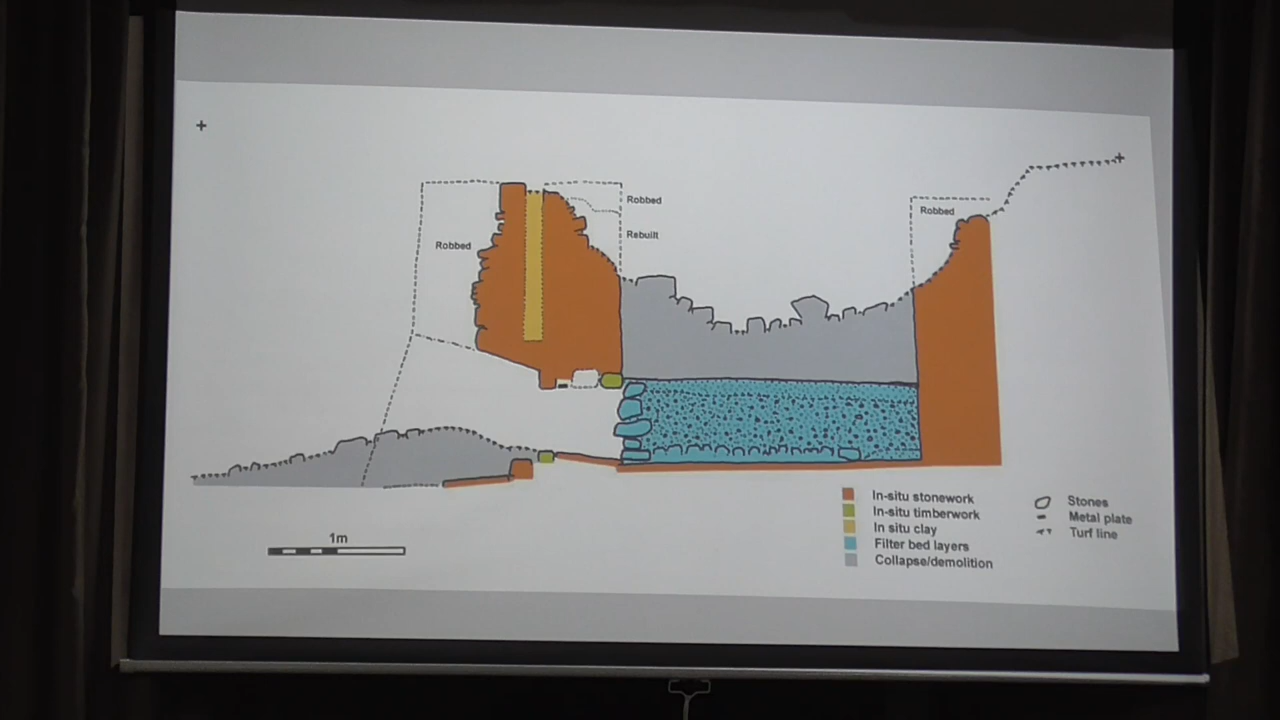 Robbed
Rebuilt
Robbed
Robbed
1m
In-situ stonework
In-situ timberwork
In situ clay
Filter bed layers
Collapse/demolition
Stones
Metal plate
Turf line